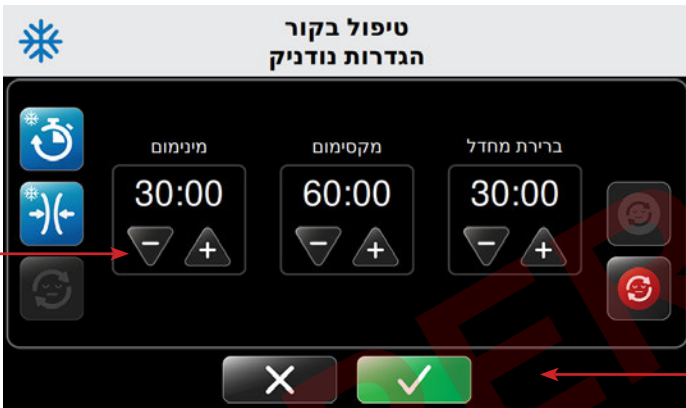 טיפול בקור
הגדרות נודניק
ברירת מחדל
מקסימום
מינימום
30:00
60:00
30:00